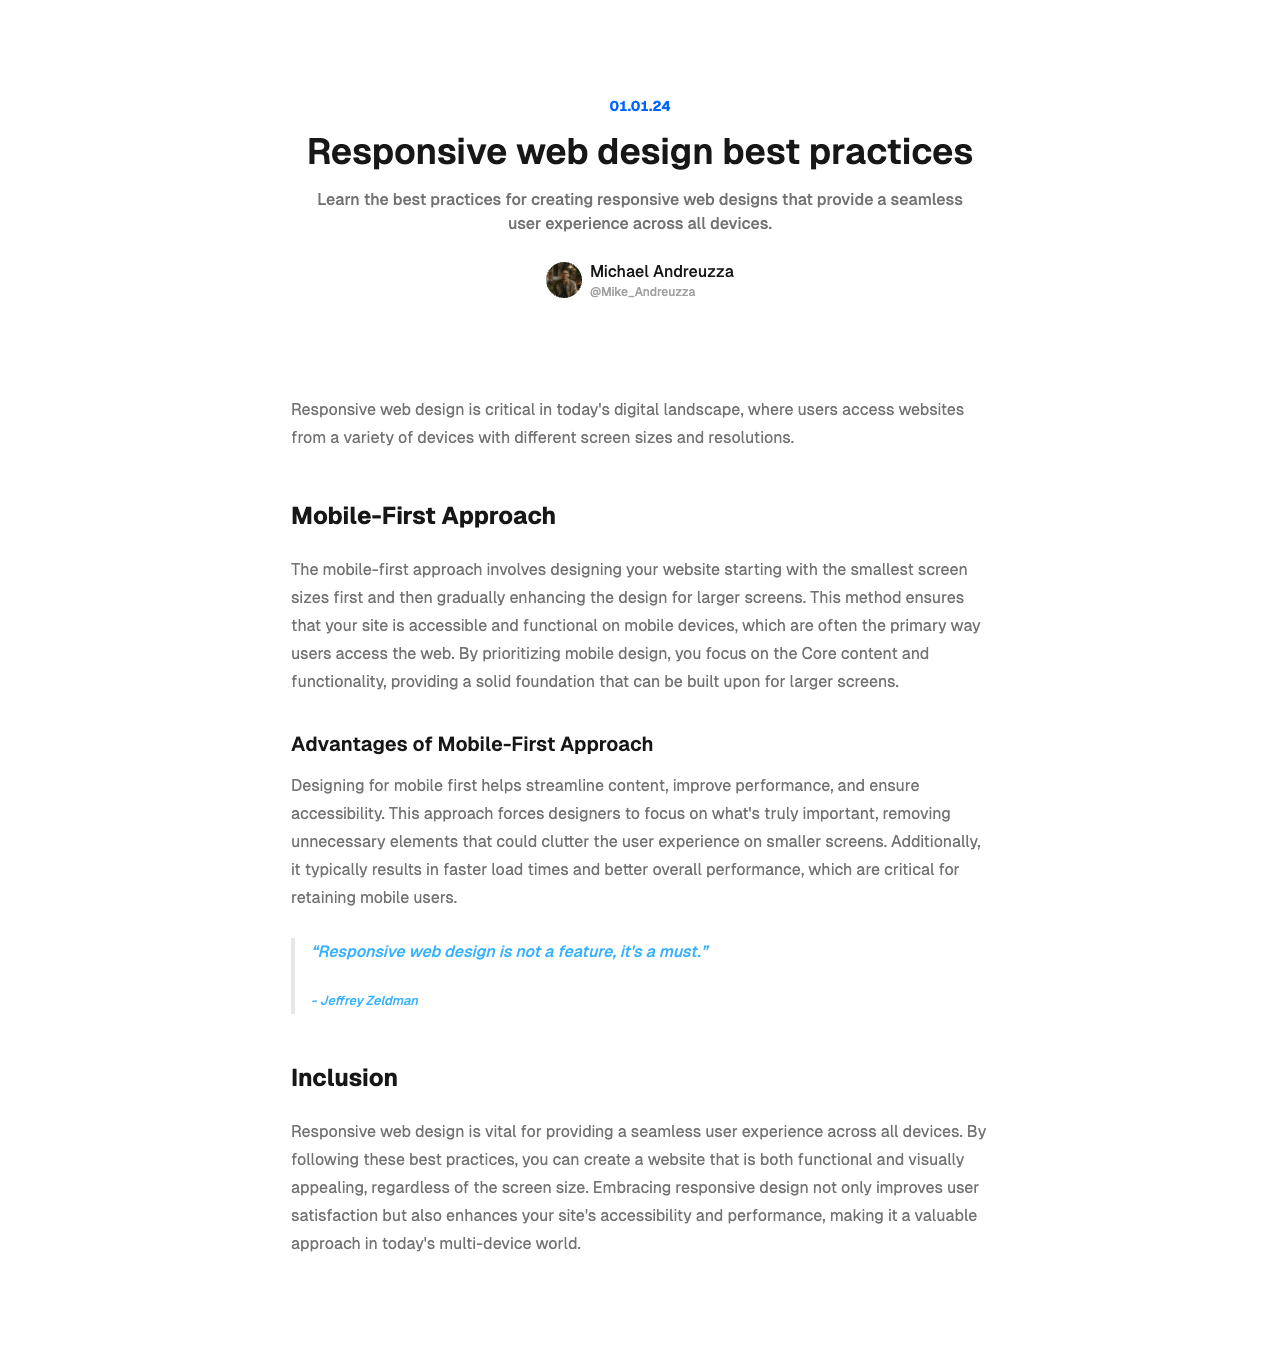 01.01.24
Responsive web design best practices
Learn the best practices for creating responsive web designs that provide a seamless
user experience across all devices.
Michael Andreuzza
@Mike_Andreuzza
Responsive web design is critical in today's digital landscape, where users access websites
from a variety of devices with different screen sizes and resolutions.
Mobile-First Approach
The mobile-first approach involves designing your website starting with the smallest screen
sizes first and then gradually enhancing the design for larger screens. This method ensures
that your site is accessible and functional on mobile devices, which are often the primary way
users access the web. By prioritizing mobile design, you focus on the Core content and
functionality, providing a solid foundation that can be built upon for larger screens.
Advantages of Mobile-First Approach
Designing for mobile first helps streamline content, improve performance, and ensure
accessibility. This approach forces designers to focus on what's truly important, removing
unnecessary elements that could clutter the user experience on smaller screens. Additionally,
it typically results in faster load times and better overall performance, which are critical for
retaining mobile users.
“Responsive web design is not a feature, it's a must.”
- Jeffrey Zeldman
Inclusion
Responsive web design is vital for providing a seamless user experience across all devices. By
following these best practices, you can create a website that is both functional and visually
appealing, regardless of the screen size. Embracing responsive design not only improves user
satisfaction but also enhances your site's accessibility and performance, making it a valuable
approach in today's multi-device world.